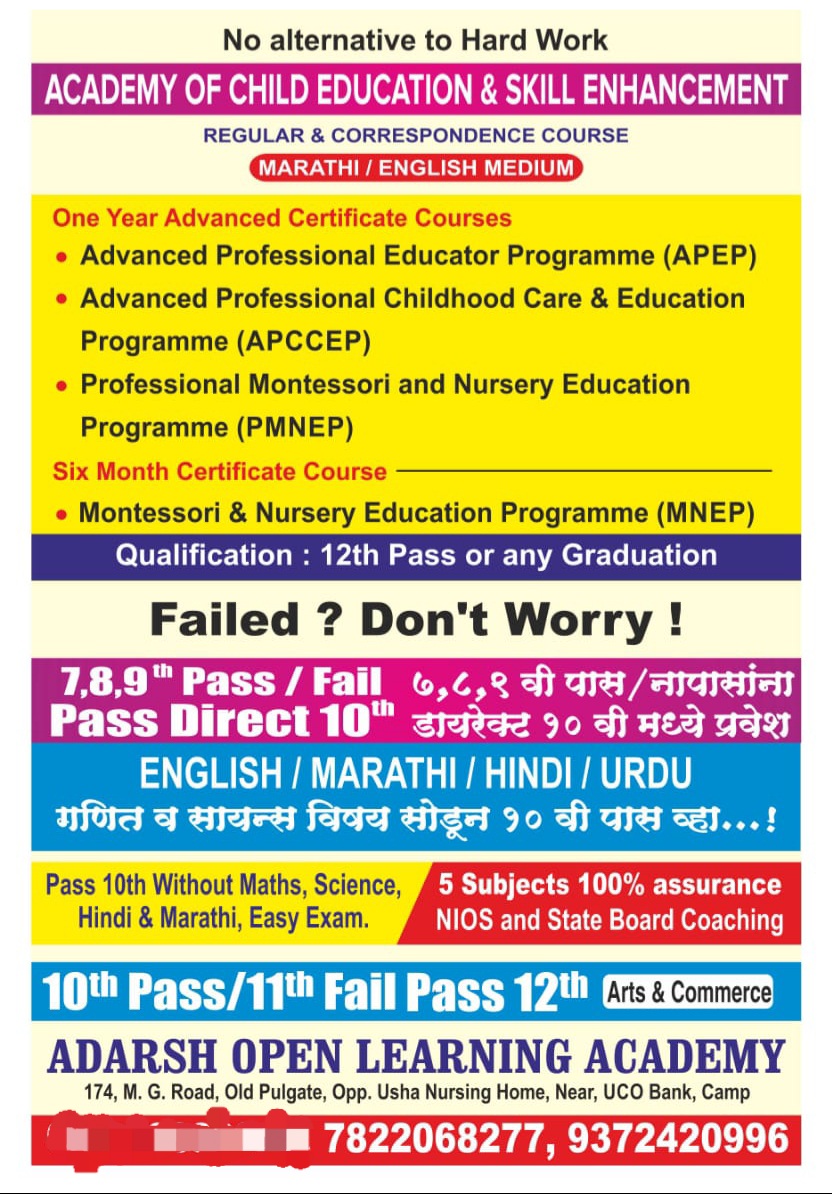 No alternative to Hard Work
ACADEMY OF CHILD EDUCATION & SKILL ENHANCEMENT
REGULAR & CORRESPONDENCE COURSE
MARATHI / ENGLISH MEDIUM
One Year Advanced Certificate Courses
• Advanced Professional Educator Programme (APEP)
• Advanced Professional Childhood Care & Education
Programme (APCCEP)
• Professional Montessori and Nursery Education
Programme (PMNEP)
Six Month Certificate Course
• Montessori & Nursery Education Programme (MNEP)
Qualification : 12th Pass or any Graduation
Failed ? Don't Worry !
7,8,9th Pass / Fail
Pass Direct 10th
७,८,९ वी पास/नापासांना
डायरेक्ट १० वी मध्ये प्रवेश
ENGLISH / MARATHI / HINDI / URDU
गणित व सायन्स विषय सोडून १० वी पास व्हा...!
Pass 10th Without Maths, Science,
Hindi & Marathi, Easy Exam.
5 Subjects 100% assurance
NIOS and State Board Coaching
10th Pass/11th Fail Pass 12th Arts & Commerce
ADARSH OPEN LEARNING ACADEMY
174, M. G. Road, Old Pulgate, Opp. Usha Nursing Home, Near, UCO Bank, Camp
7822068277, 9372420996